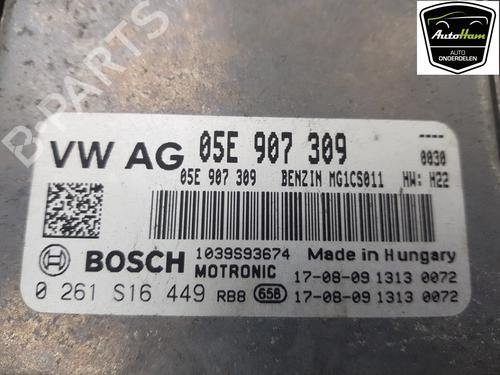 AutoHam
AUTO
ONDERDELEN
B-PARTS
VW AG 05E 907 309
----
0030
05E 907 309 BENZIN MG1CS011 HW: H22
BOSCH 1039S93674 Made in Hungary
MOTRONIC 17-08-09 1313 0072
0 261 S16 449 RB8 658 17-08-09 1313 0072